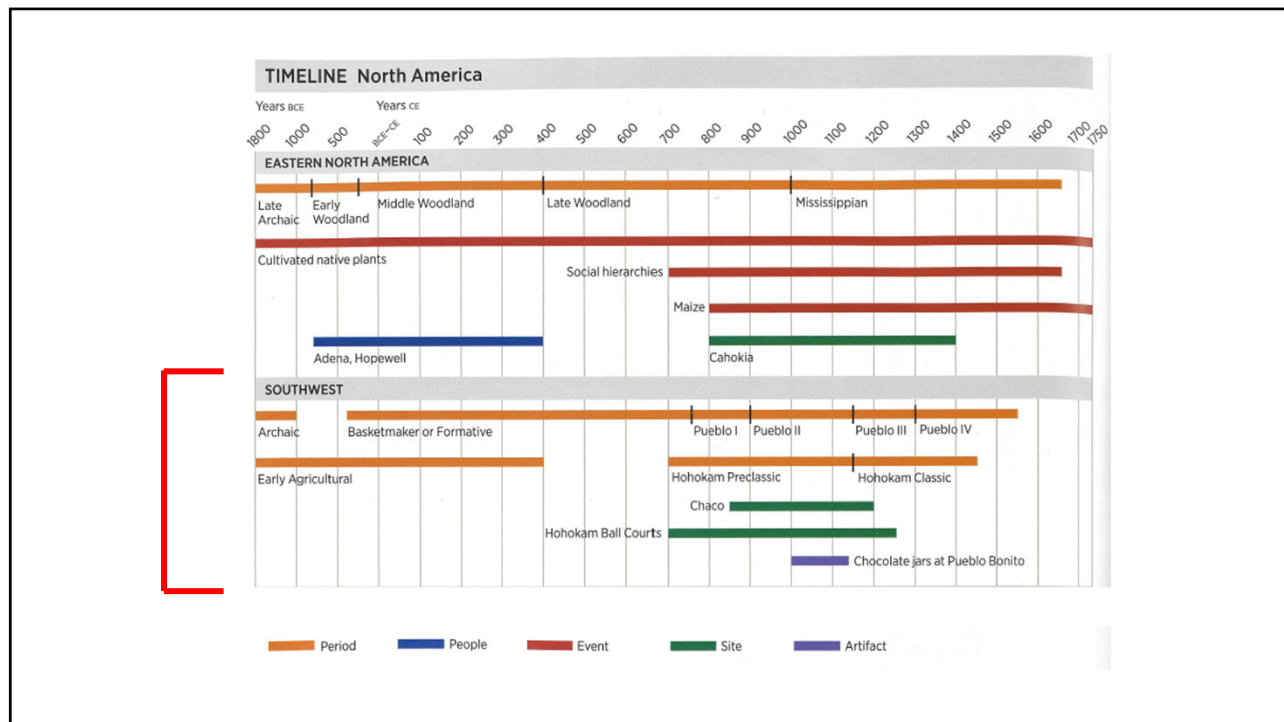 TIMELINE North America
Years BCE Years CE
1800 1000 500 BCE–CE 100 200 300 400 500 600 700 800 900 1000 1100 1200 1300 1400 1500 1600 1700 1750
EASTERN NORTH AMERICA
Late Archaic
Early Woodland
Middle Woodland
Late Woodland
Mississippian
Cultivated native plants
Social hierarchies
Maize
Adena, Hopewell
Cahokia
SOUTHWEST
Archaic
Basketmaker or Formative
Pueblo I
Pueblo II
Pueblo III
Pueblo IV
Early Agricultural
Hohokam Preclassic
Hohokam Classic
Chaco
Hohokam Ball Courts
Chocolate jars at Pueblo Bonito
Period People Event Site Artifact